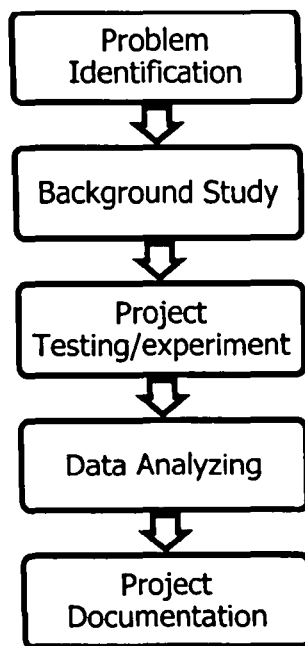 Problem
Identification
Background Study
Project
Testing/experiment
Data Analyzing
Project
Documentation